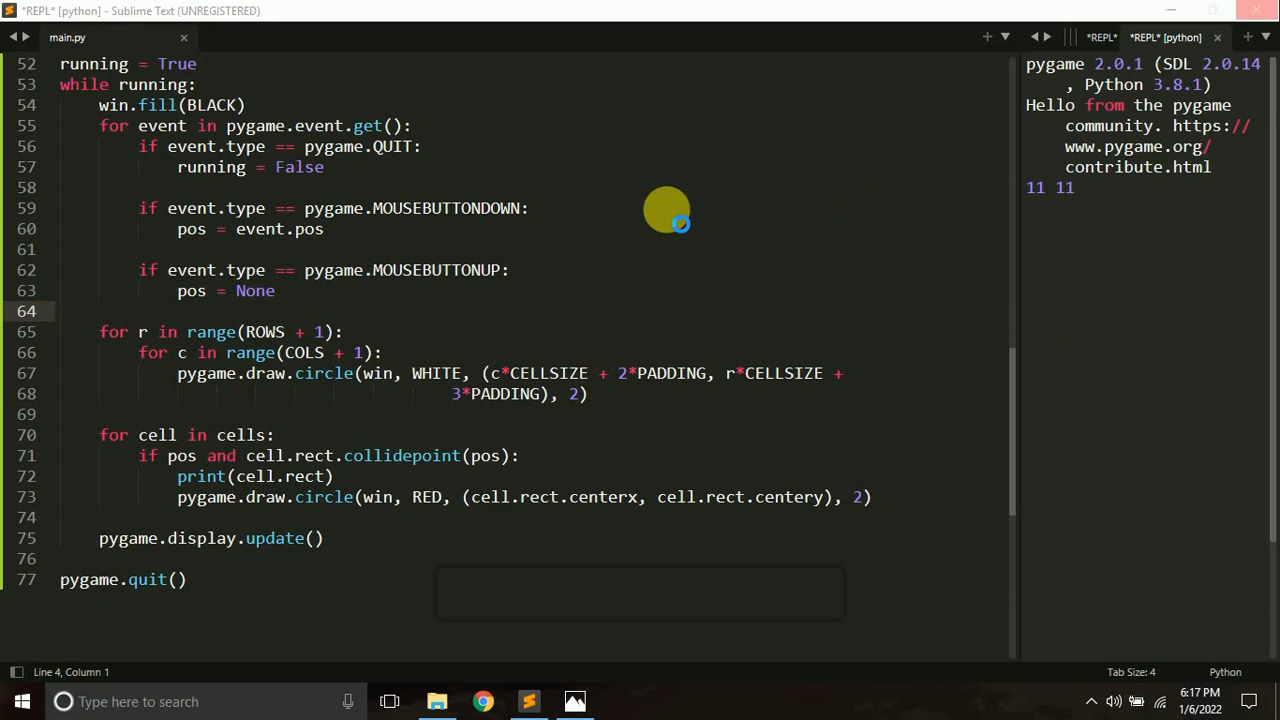 *REPL* [python] - Sublime Text (UNREGISTERED)
main.py
*REPL*
*REPL* [python]
52 running = True
53 while running:
54 win.fill(BLACK)
55 for event in pygame.event.get():
56 if event.type == pygame.QUIT:
57 running = False
58
59 if event.type == pygame.MOUSEBUTTONDOWN:
60 pos = event.pos
61
62 if event.type == pygame.MOUSEBUTTONUP:
63 pos = None
64
65 for r in range(ROWS + 1):
66 for c in range(COLS + 1):
67 pygame.draw.circle(win, WHITE, (c*CELLSIZE + 2*PADDING, r*CELLSIZE +
68 3*PADDING), 2)
69
70 for cell in cells:
71 if pos and cell.rect.collidepoint(pos):
72 print(cell.rect)
73 pygame.draw.circle(win, RED, (cell.rect.centerx, cell.rect.centery), 2)
74
75 pygame.display.update()
76
77 pygame.quit()
pygame 2.0.1 (SDL 2.0.14
, Python 3.8.1)
Hello from the pygame
community. https://
www.pygame.org/
contribute.html
11 11
Line 4, Column 1
Tab Size: 4
Python
Type here to search
6:17 PM
1/6/2022